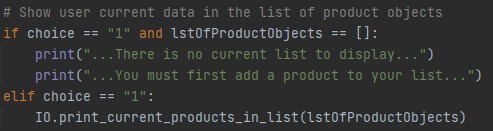 # Show user current data in the list of product objects
if choice == "1" and lstOfProductObjects == []:
    print("...There is no current list to display...")
    print("...You must first add a product to your list...")
elif choice == "1":
    IO.print_current_products_in_list(lstOfProductObjects)